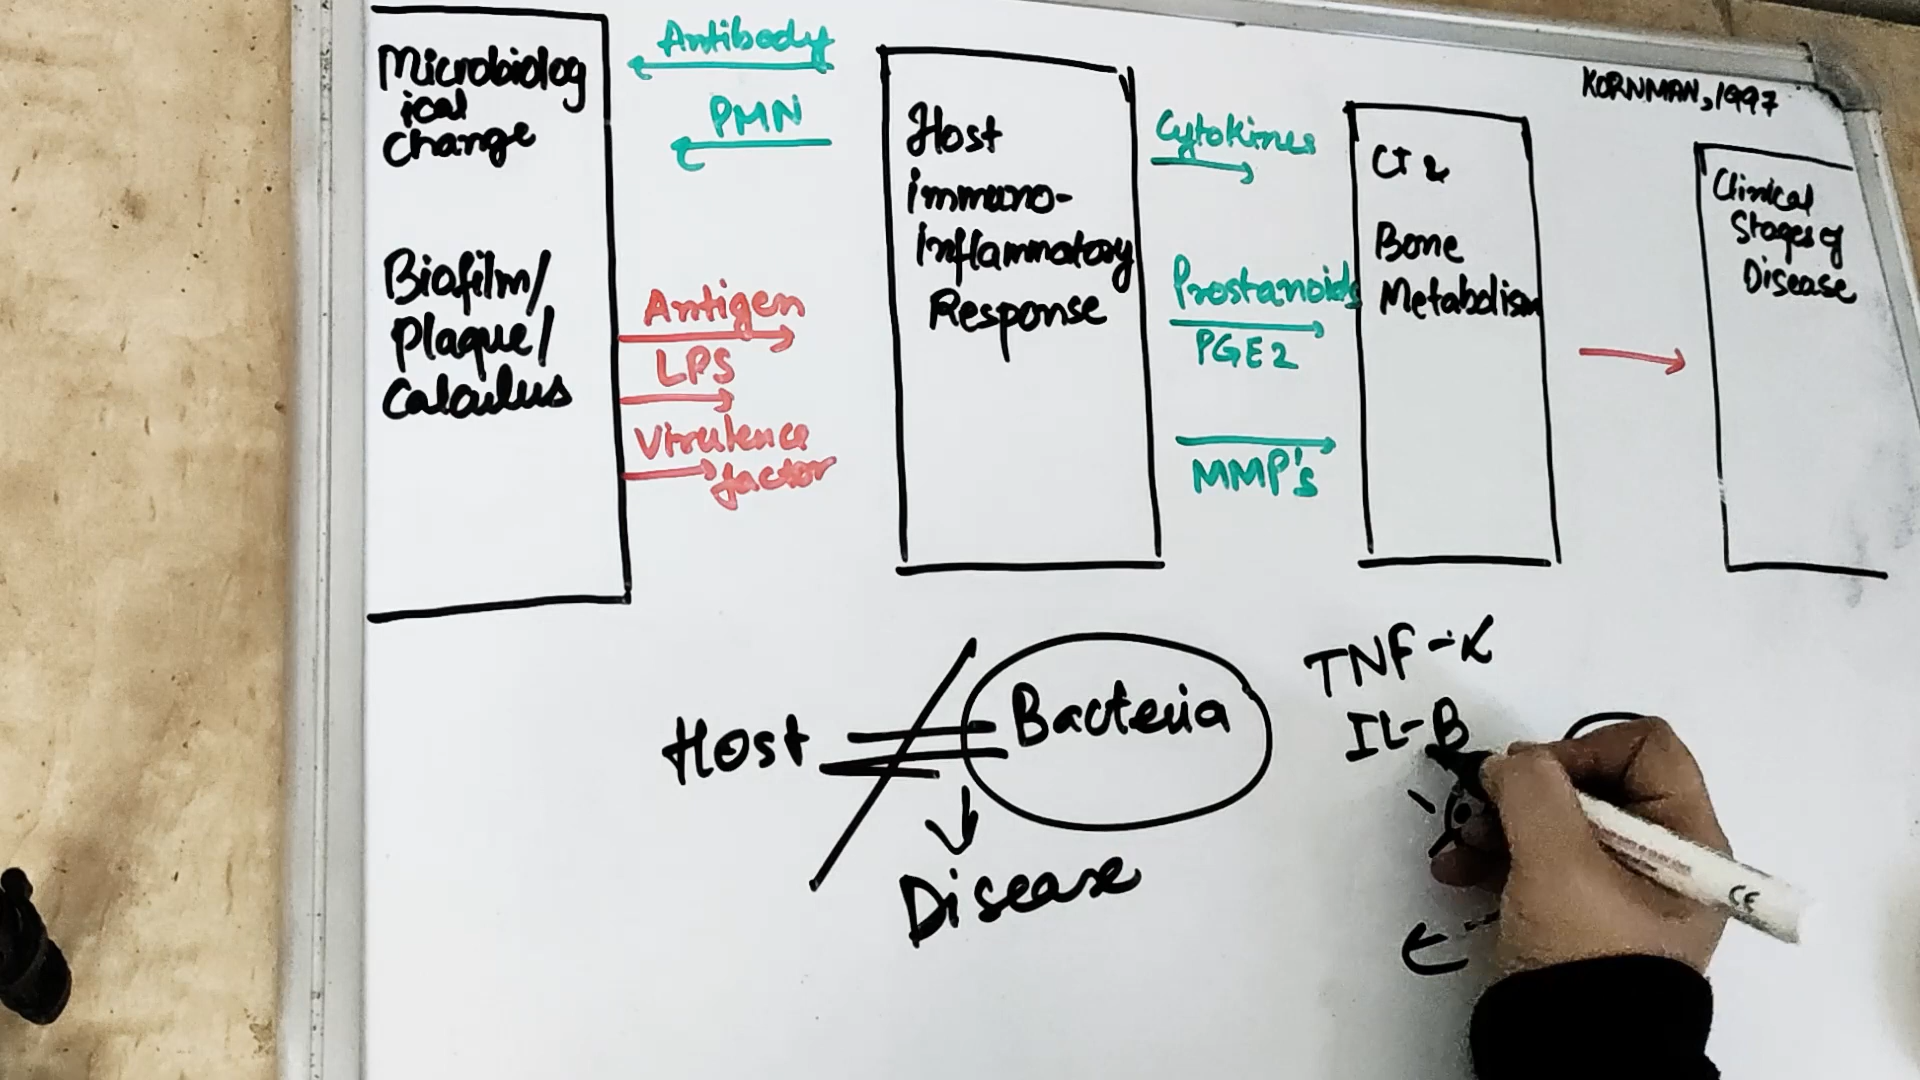 Microbiolog
ical
change
Biofilm/
Plaque/
Calculus
Antibody
PMN
Antigen
LPS
Virulence
factor
Host
immuno-
inflammatory
Response
Cytokines
Prostanoids
PGE2
MMP's
CT &
Bone
Metabolism
KORNMAN, 1997
Clinical
Stages of
Disease
Host
Bacteria
Disease
TNF-α
IL-B
CE